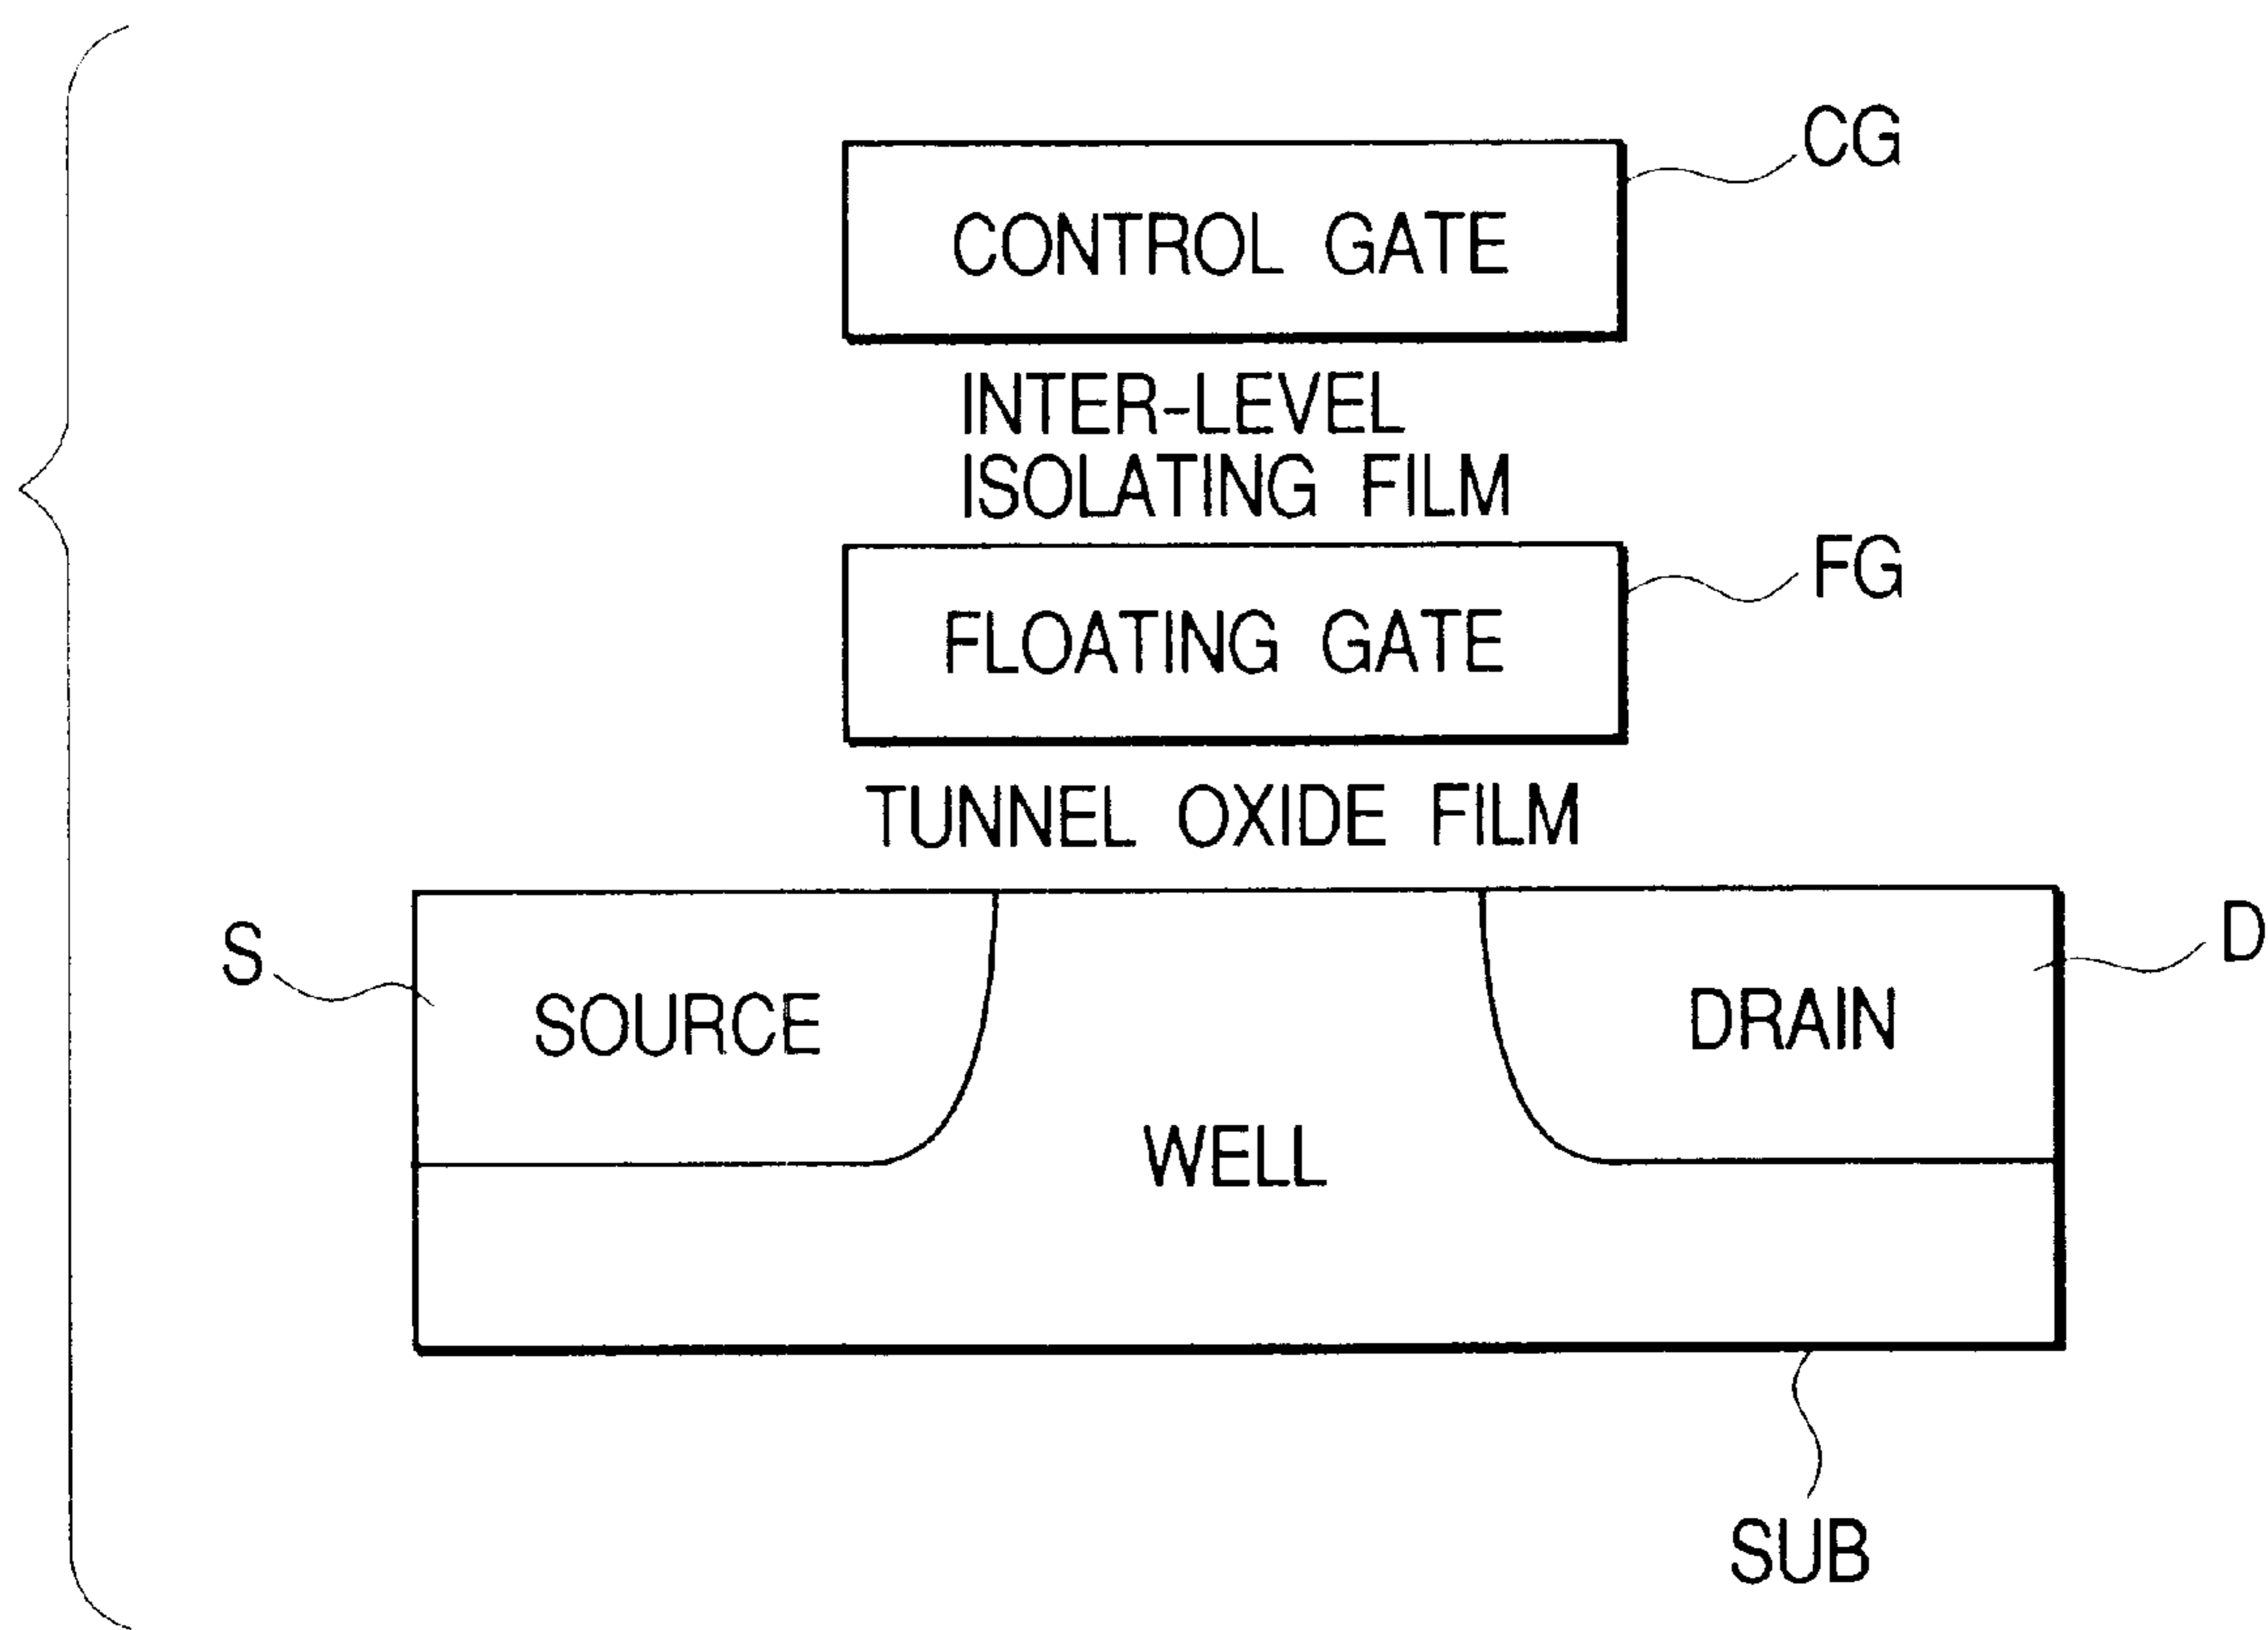 CG
CONTROL GATE
INTER-LEVEL
ISOLATING FILM
FG
FLOATING GATE
TUNNEL OXIDE FILM
S
D
SOURCE
DRAIN
WELL
SUB